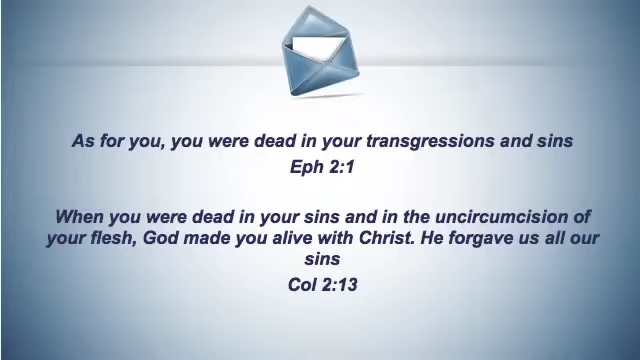 As for you, you were dead in your transgressions and sins
Eph 2:1
When you were dead in your sins and in the uncircumcision of
your flesh, God made you alive with Christ. He forgave us all our
sins
Col 2:13